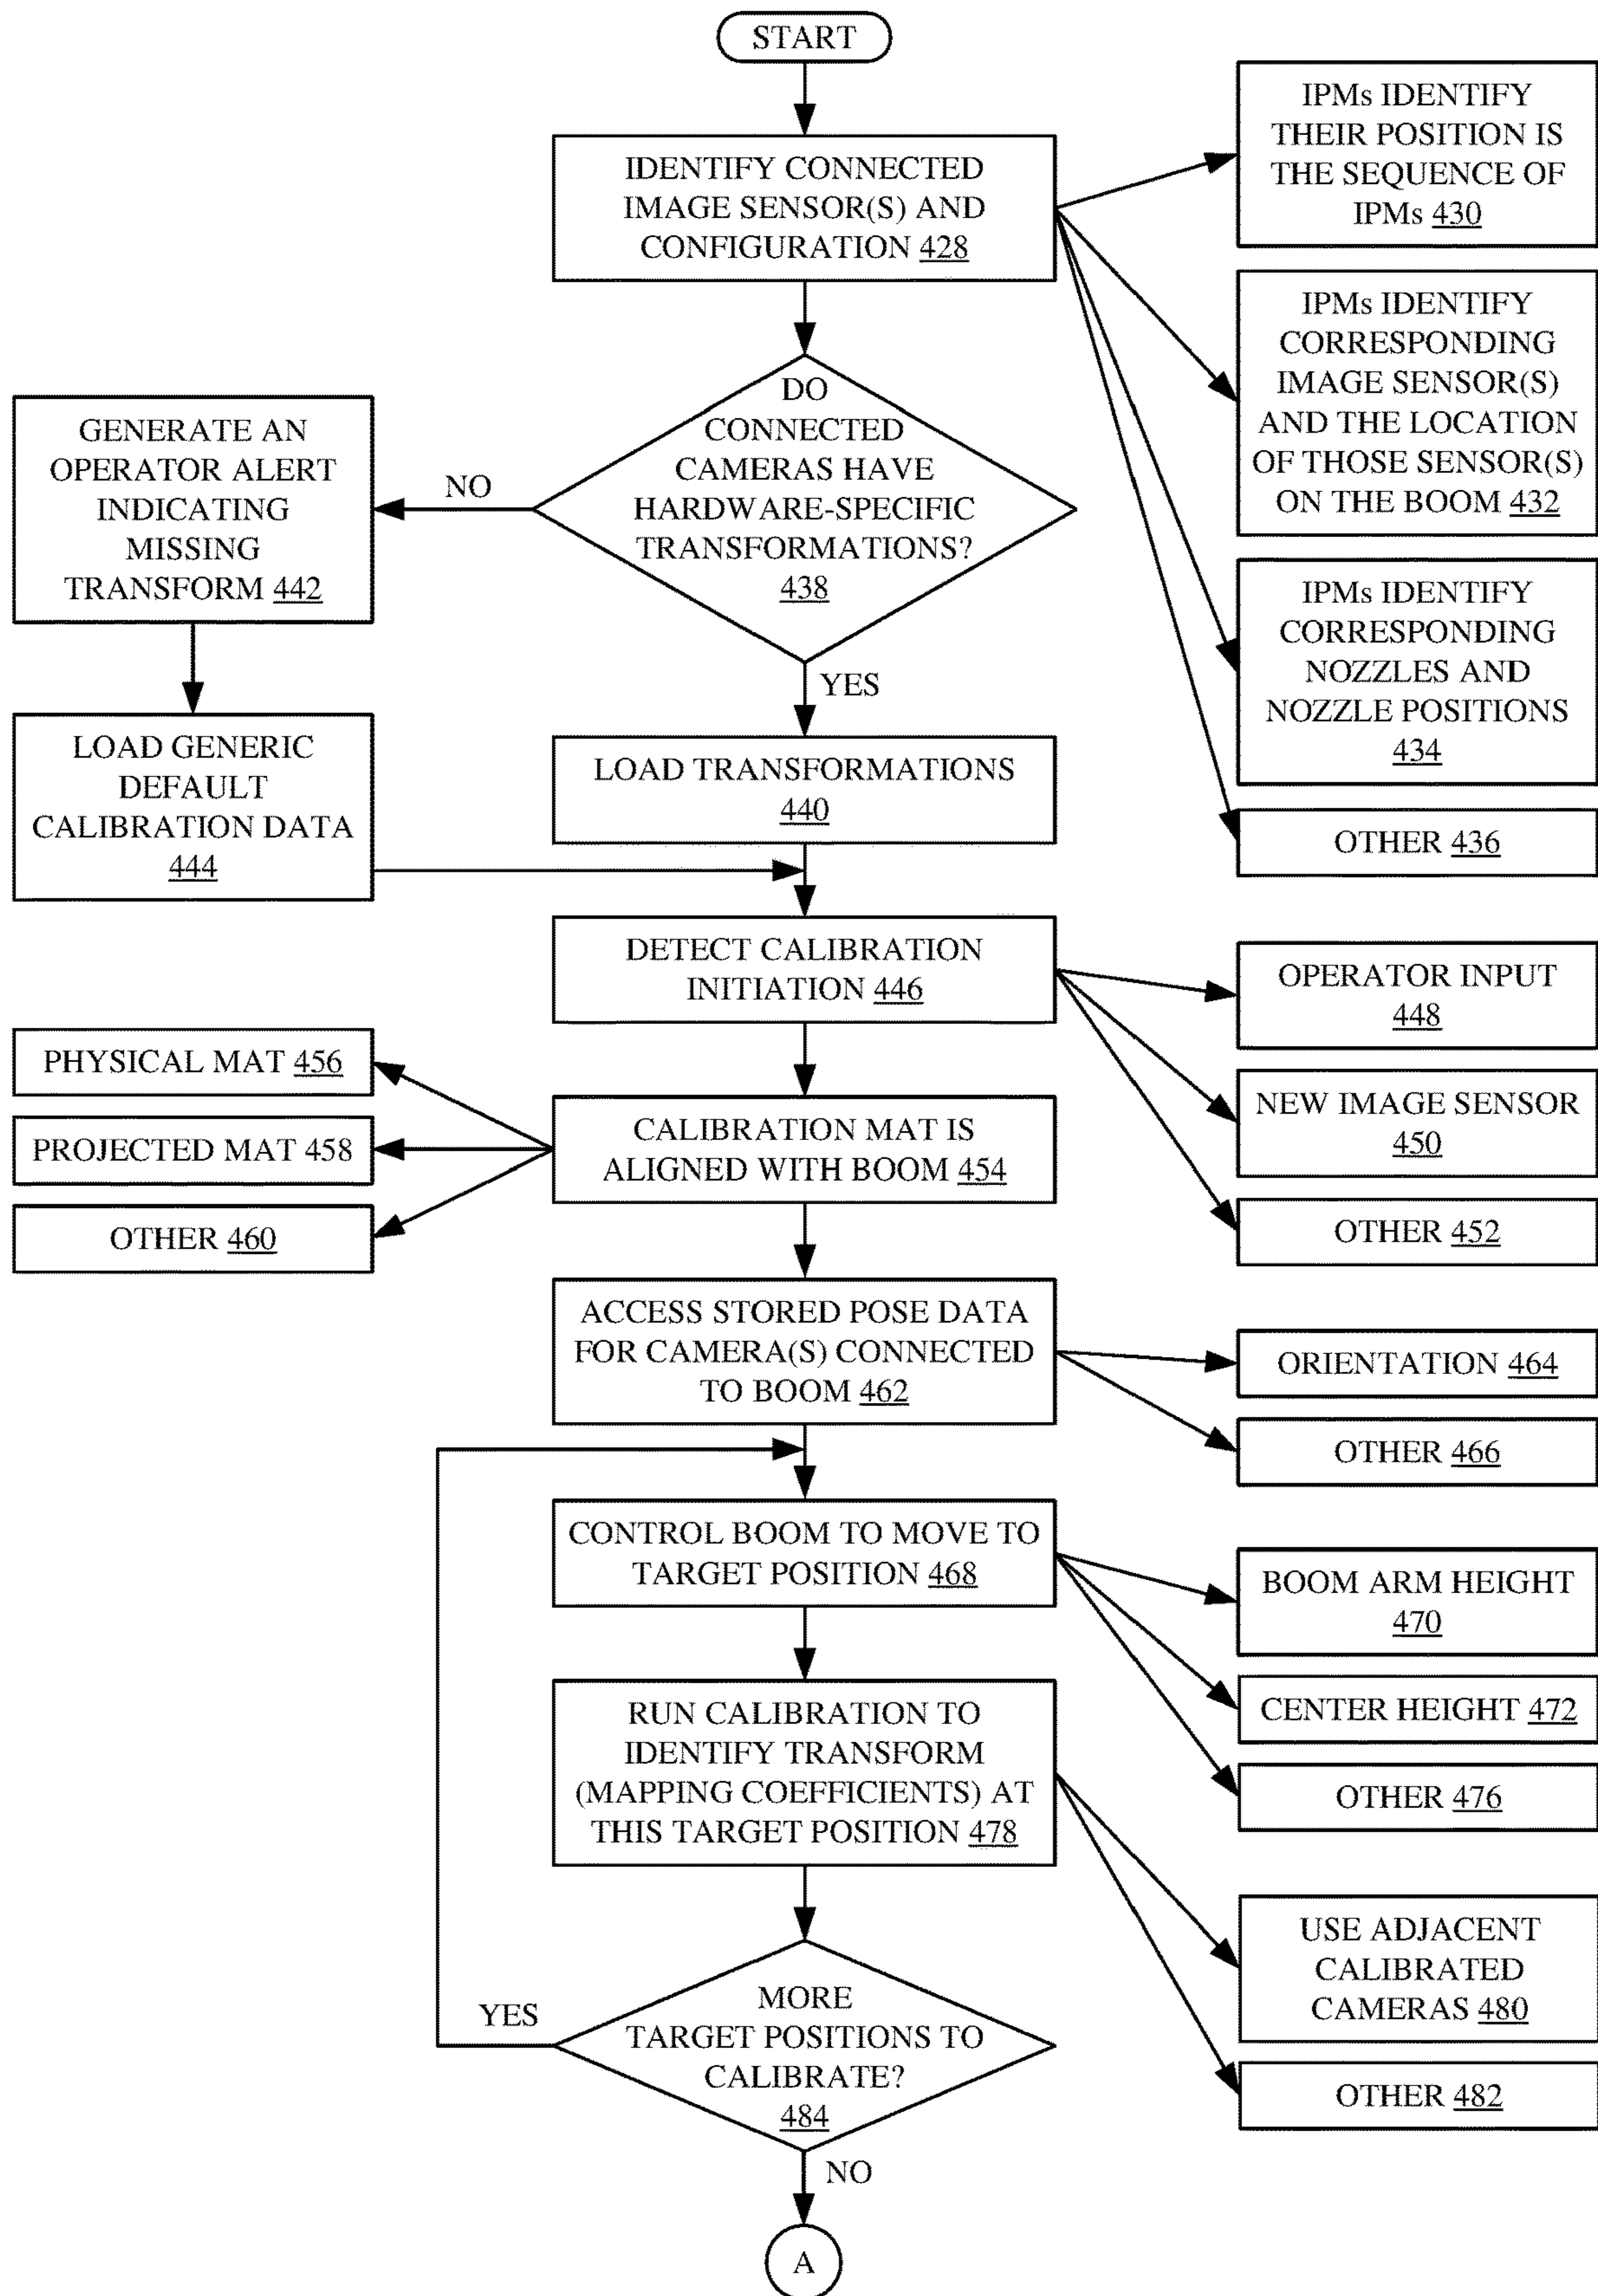 START
IDENTIFY CONNECTED
IMAGE SENSOR(S) AND
CONFIGURATION 428
IPMs IDENTIFY
THEIR POSITION IS
THE SEQUENCE OF
IPMs 430
IPMs IDENTIFY
CORRESPONDING
IMAGE SENSOR(S)
AND THE LOCATION
OF THOSE SENSOR(S)
ON THE BOOM 432
IPMs IDENTIFY
CORRESPONDING
NOZZLES AND
NOZZLE POSITIONS
434
OTHER 436
DO
CONNECTED
CAMERAS HAVE
HARDWARE-SPECIFIC
TRANSFORMATIONS?
438
NO
GENERATE AN
OPERATOR ALERT
INDICATING
MISSING
TRANSFORM 442
LOAD GENERIC
DEFAULT
CALIBRATION DATA
444
YES
LOAD TRANSFORMATIONS
440
DETECT CALIBRATION
INITIATION 446
OPERATOR INPUT
448
NEW IMAGE SENSOR
450
OTHER 452
CALIBRATION MAT IS
ALIGNED WITH BOOM 454
PHYSICAL MAT 456
PROJECTED MAT 458
OTHER 460
ACCESS STORED POSE DATA
FOR CAMERA(S) CONNECTED
TO BOOM 462
ORIENTATION 464
OTHER 466
CONTROL BOOM TO MOVE TO
TARGET POSITION 468
BOOM ARM HEIGHT
470
CENTER HEIGHT 472
OTHER 476
RUN CALIBRATION TO
IDENTIFY TRANSFORM
(MAPPING COEFFICIENTS) AT
THIS TARGET POSITION 478
USE ADJACENT
CALIBRATED
CAMERAS 480
OTHER 482
MORE
TARGET POSITIONS TO
CALIBRATE?
484
YES
NO
A